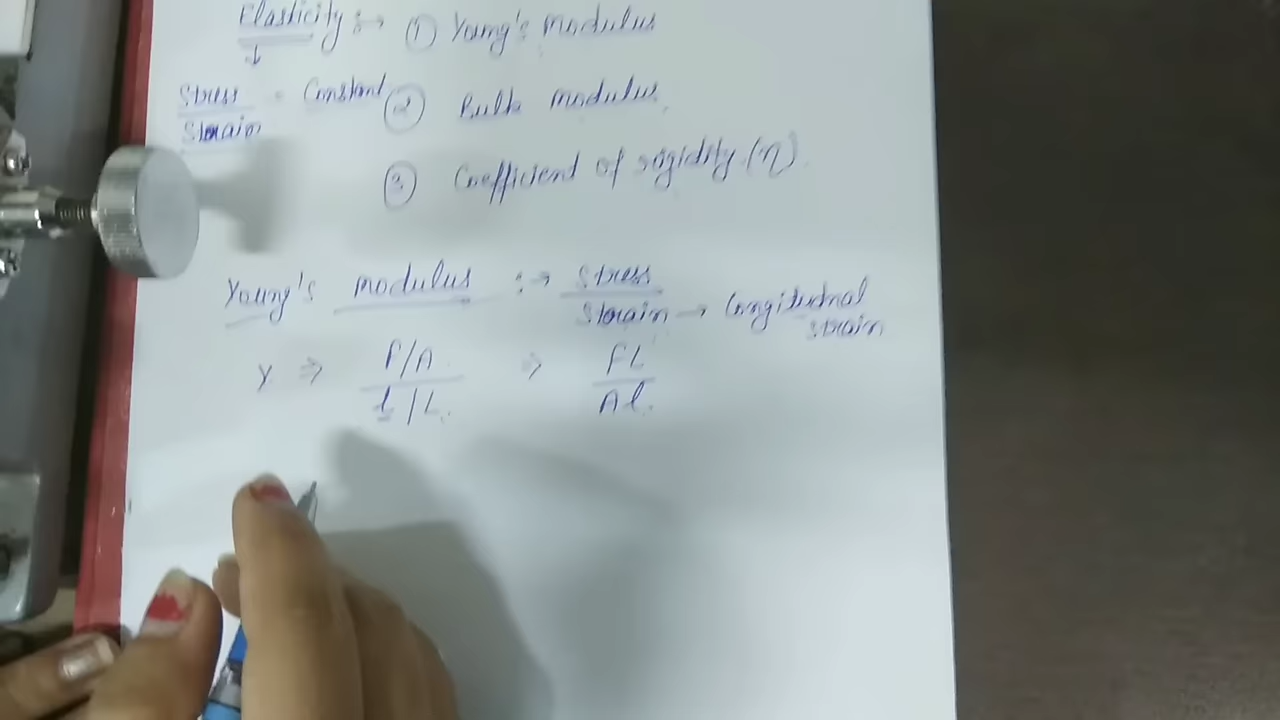 Elasticity :→ ① Young's modulus
↓
Stress / Strain = Constant
② Bulk modulus
③ Coefficient of rigidity (η)
Young's modulus :→ Stress / Strain → Longitudinal strain
Y ⇒ F/A / l/L ⇒ FL / Al